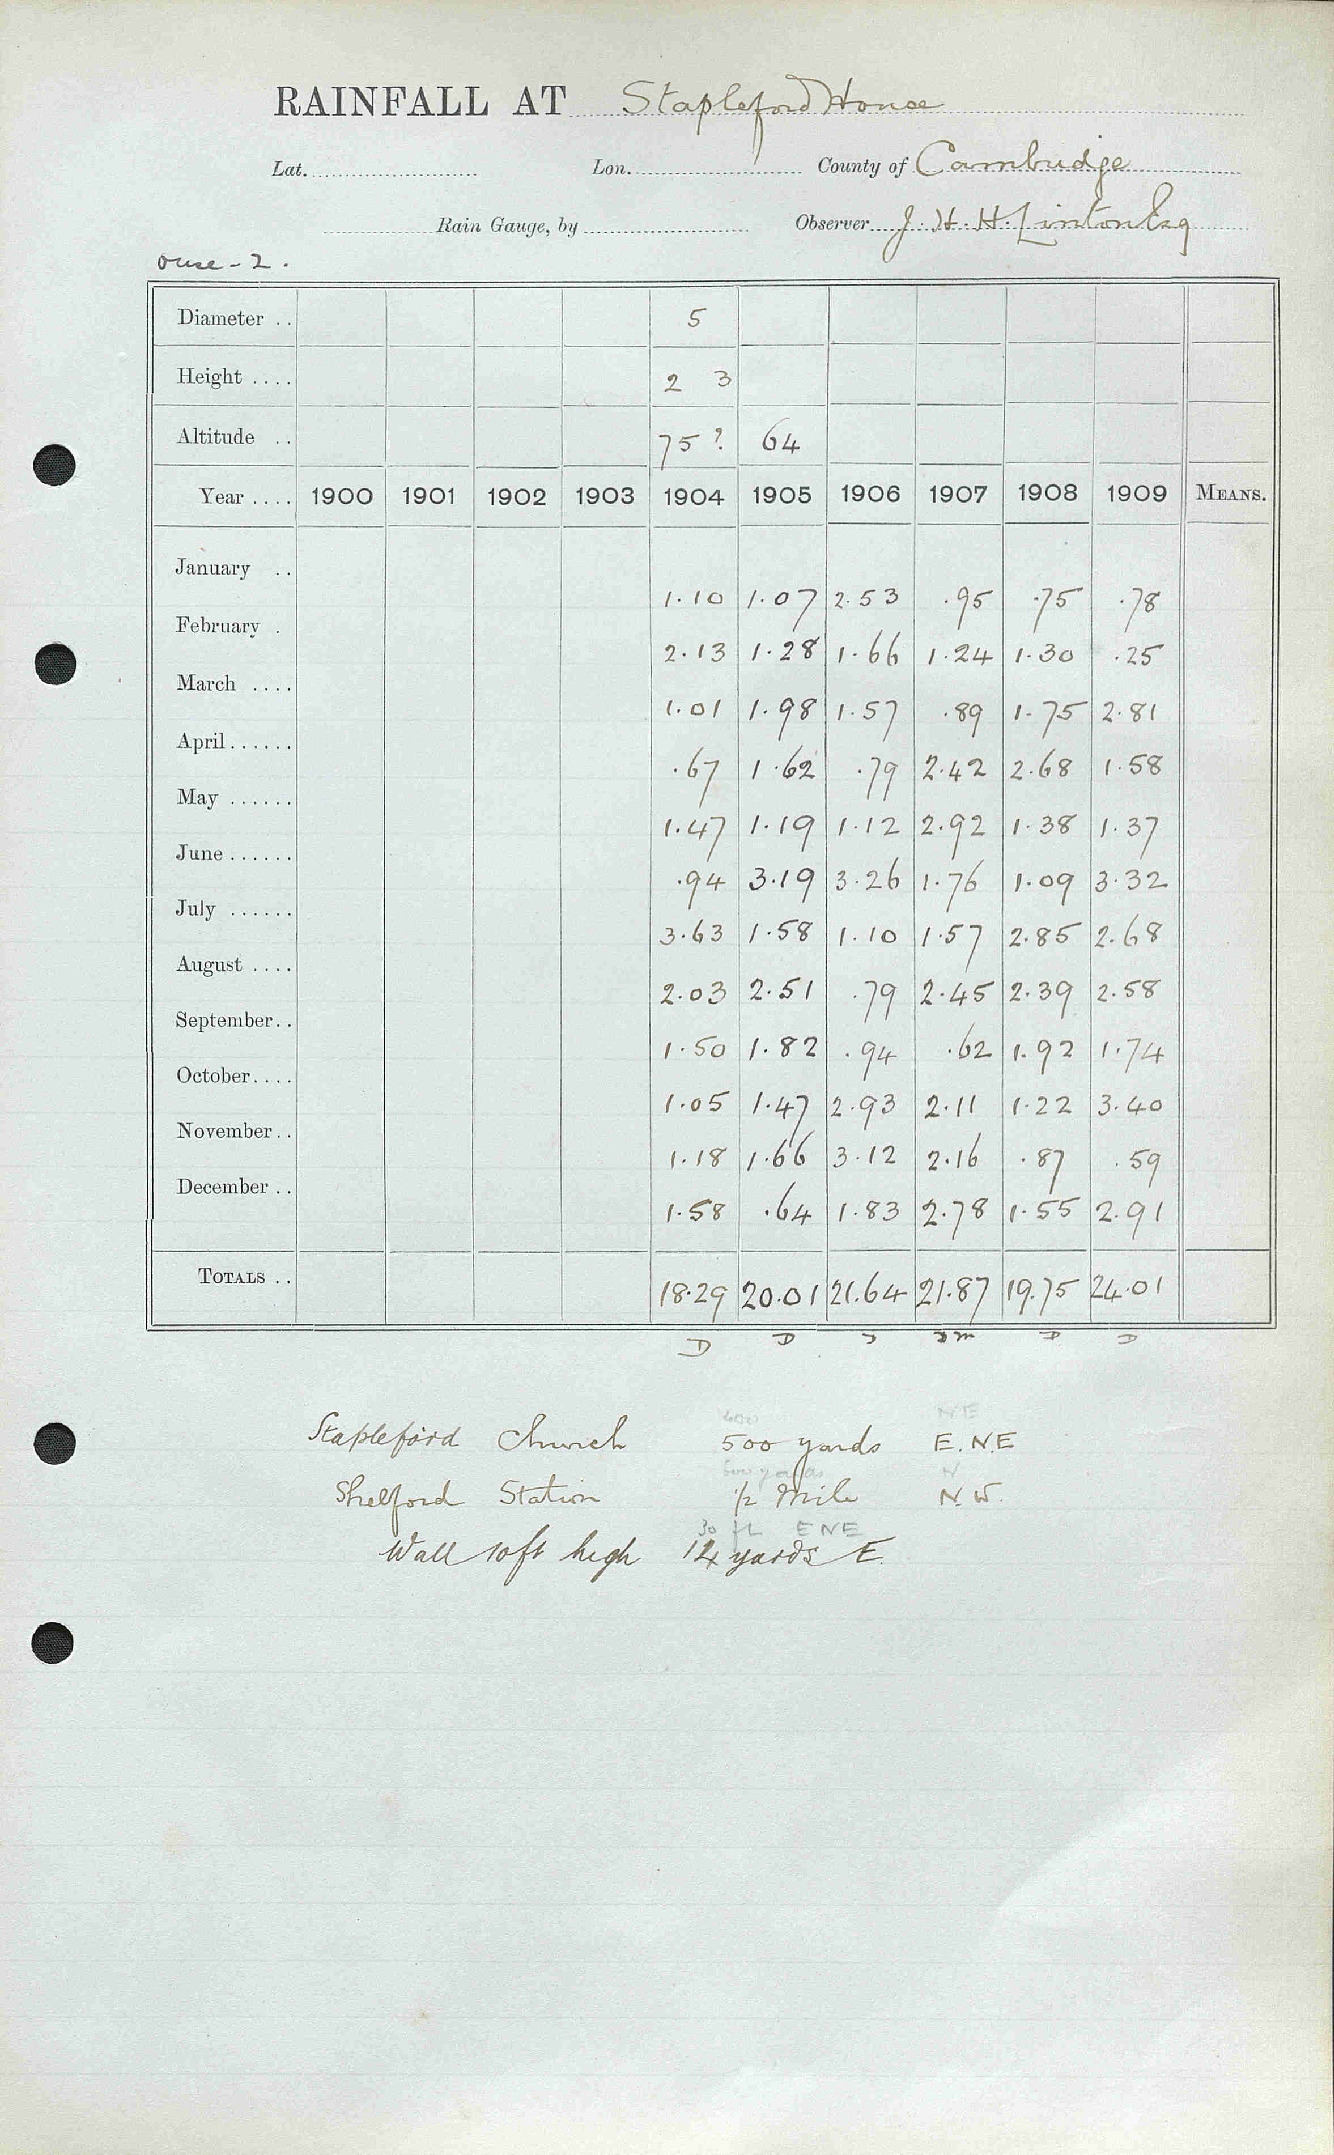 RAINFALL AT Stapleford House
Lat. Lon. County of Cambridge
Rain Gauge, by Observer J. H. H. Linton Esq
Ouse - 2.
Diameter .. 5
Height .... 2 3
Altitude .. 75? 64
Year .... 1900 1901 1902 1903 1904 1905 1906 1907 1908 1909 MEANS.
January .. 1.10 1.07 2.53 .95 .75 .78
February . 2.13 1.28 1.66 1.24 1.30 .25
March .... 1.01 1.98 1.57 .89 1.75 2.81
April...... .67 1.62 .79 2.42 2.68 1.58
May ...... 1.47 1.19 1.12 2.92 1.38 1.37
June...... .94 3.19 3.26 1.76 1.09 3.32
July ...... 3.63 1.58 1.10 1.57 2.85 2.68
August .... 2.03 2.51 .79 2.45 2.39 2.58
September.. 1.50 1.82 .94 .62 1.92 1.74
October.... 1.05 1.47 2.93 2.11 1.22 3.40
November.. 1.18 1.66 3.12 2.16 .87 .59
December .. 1.58 .64 1.83 2.78 1.55 2.91
TOTALS .. 18.29 20.01 21.64 21.87 19.75 24.01
D D D D
600 NE
Stapleford Church 500 yards E.NE
600 yards N
Shelford Station 1/2 Mile N.W.
30 ft ENE
Wall 10ft high 14 yards E.